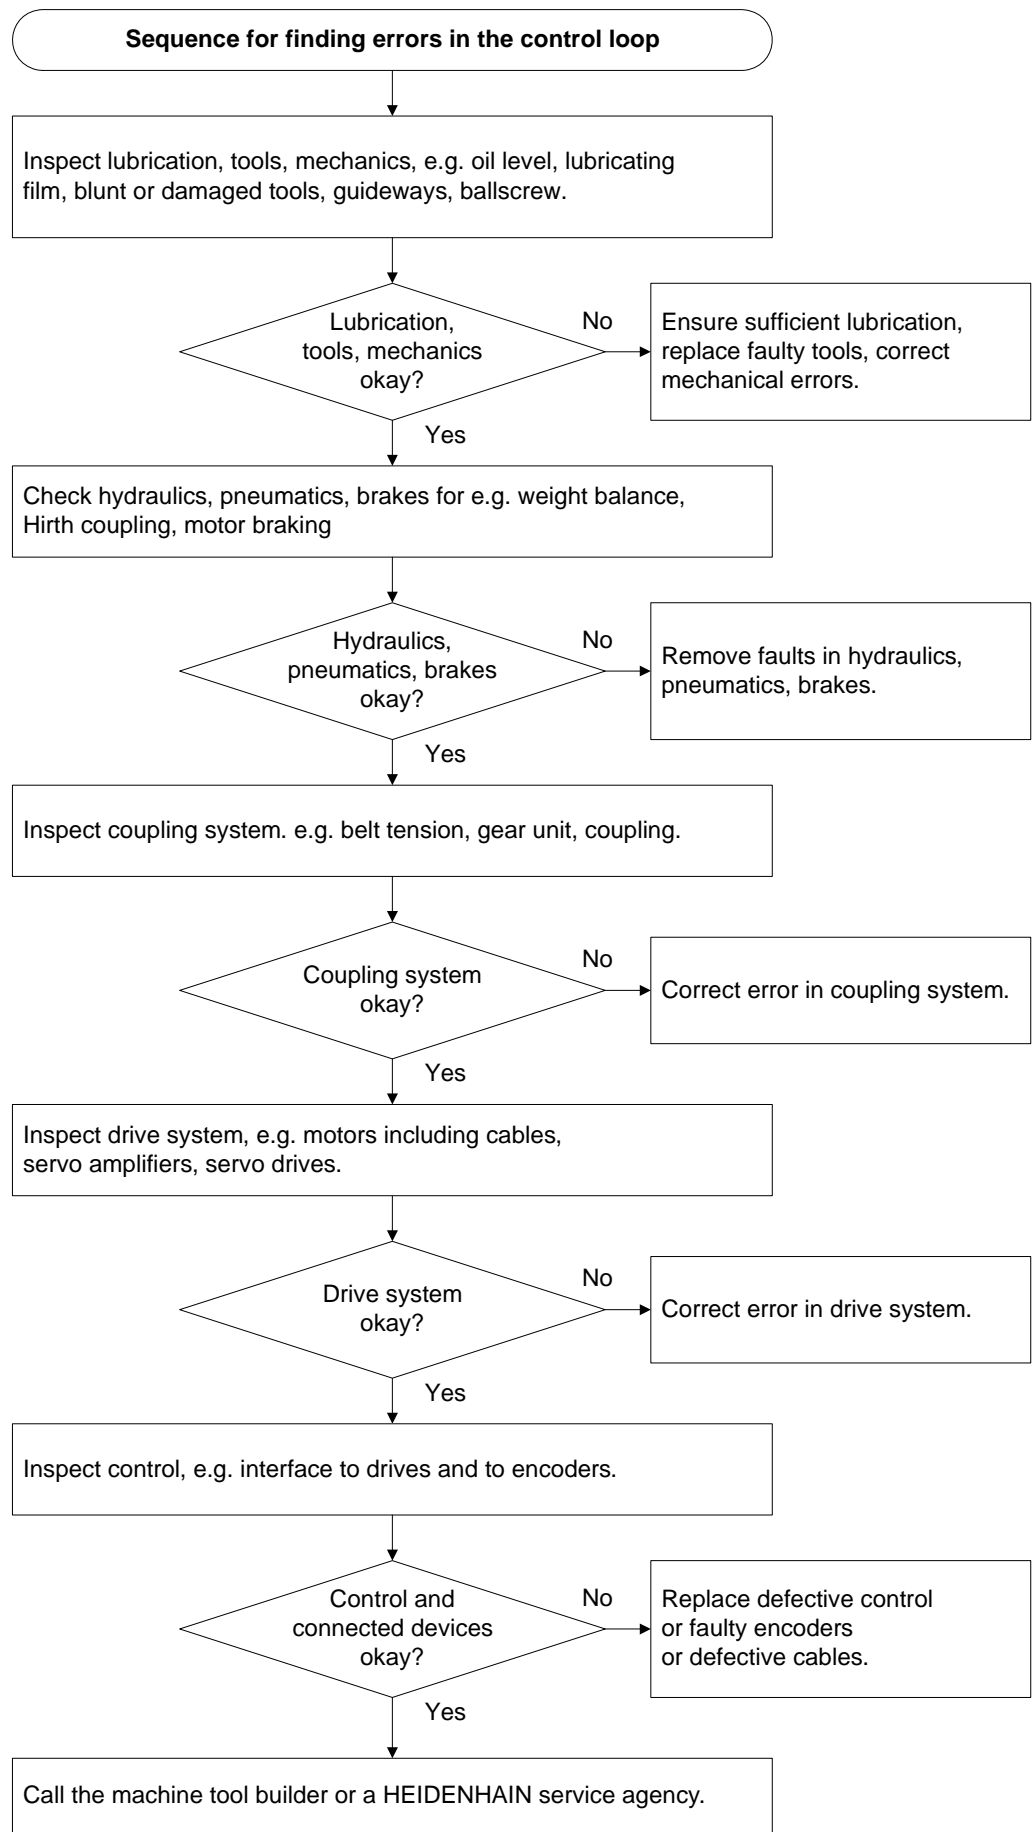 Sequence for finding errors in the control loop
Inspect lubrication, tools, mechanics, e.g. oil level, lubricating
film, blunt or damaged tools, guideways, ballscrew.
Lubrication,
tools, mechanics
okay?
No
Ensure sufficient lubrication,
replace faulty tools, correct
mechanical errors.
Yes
Check hydraulics, pneumatics, brakes for e.g. weight balance,
Hirth coupling, motor braking
Hydraulics,
pneumatics, brakes
okay?
No
Remove faults in hydraulics,
pneumatics, brakes.
Yes
Inspect coupling system. e.g. belt tension, gear unit, coupling.
Coupling system
okay?
No
Correct error in coupling system.
Yes
Inspect drive system, e.g. motors including cables,
servo amplifiers, servo drives.
Drive system
okay?
No
Correct error in drive system.
Yes
Inspect control, e.g. interface to drives and to encoders.
Control and
connected devices
okay?
No
Replace defective control
or faulty encoders
or defective cables.
Yes
Call the machine tool builder or a HEIDENHAIN service agency.